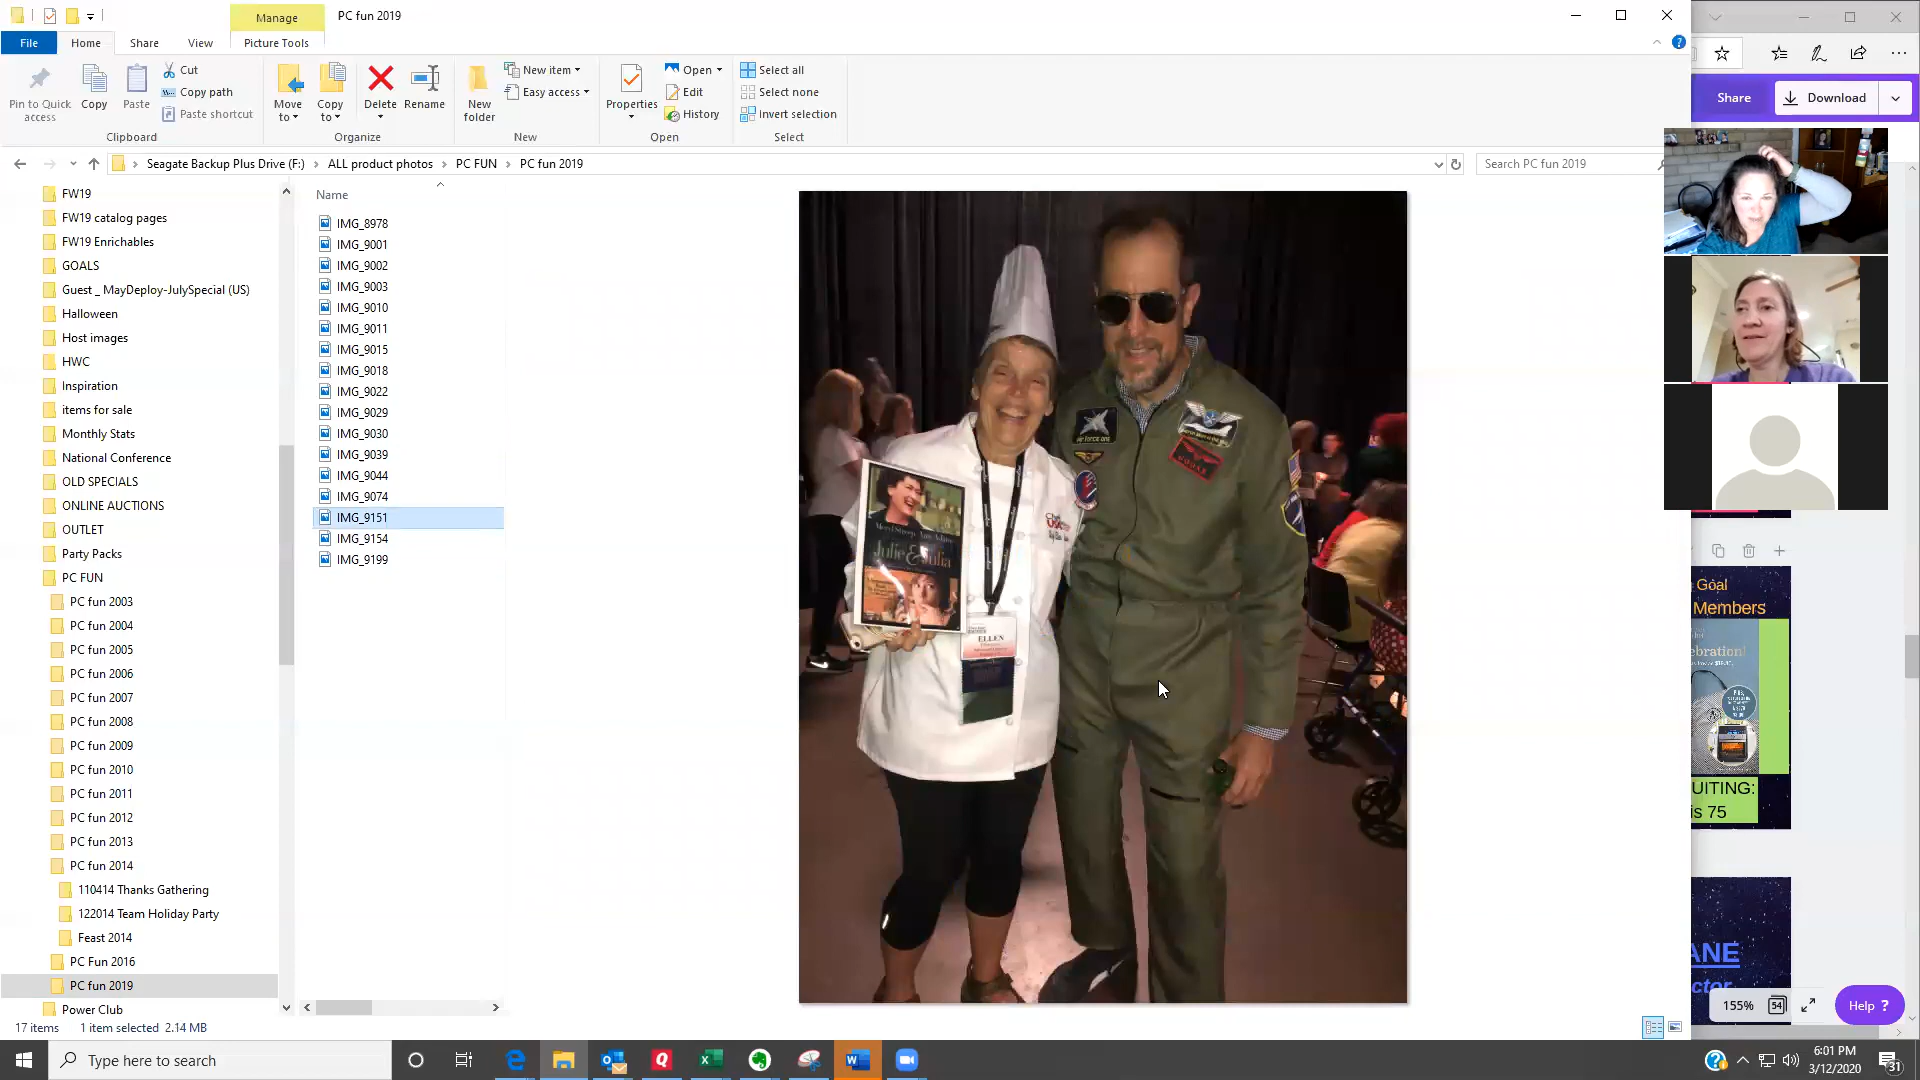 Manage
PC fun 2019
File
Home
Share
View
Picture Tools
Pin to Quick access
Copy
Paste
Cut
Copy path
Paste shortcut
Clipboard
Move to
Copy to
Delete
Rename
Organize
New folder
New item
Easy access
New
Properties
Open
Edit
History
Open
Select all
Select none
Invert selection
Select
Share
Download
Seagate Backup Plus Drive (F:)
ALL product photos
PC FUN
PC fun 2019
Search PC fun 2019
FW19
FW19 catalog pages
FW19 Enrichables
GOALS
Guest _ MayDeploy-JulySpecial (US)
Halloween
Host images
HWC
Inspiration
items for sale
Monthly Stats
National Conference
OLD SPECIALS
ONLINE AUCTIONS
OUTLET
Party Packs
PC FUN
PC fun 2003
PC fun 2004
PC fun 2005
PC fun 2006
PC fun 2007
PC fun 2008
PC fun 2009
PC fun 2010
PC fun 2011
PC fun 2012
PC fun 2013
PC fun 2014
110414 Thanks Gathering
122014 Team Holiday Party
Feast 2014
PC Fun 2016
PC fun 2019
Power Club
Name
IMG_8978
IMG_9001
IMG_9002
IMG_9003
IMG_9010
IMG_9011
IMG_9015
IMG_9018
IMG_9022
IMG_9029
IMG_9030
IMG_9039
IMG_9044
IMG_9074
IMG_9151
IMG_9154
IMG_9199
Julie & Julia
ELLEN
Goal
Members
ebration!
UITING:
is 75
ANE
ctor
155%
54
Help ?
17 items
1 item selected 2.14 MB
Type here to search
6:01 PM
3/12/2020
31